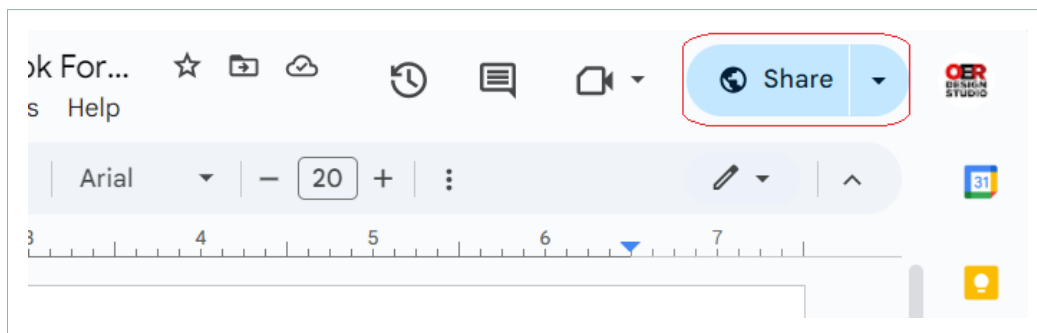 ok For...
s Help
Share
OER
DESIGN
STUDIO
Arial
20
31
3 4 5 6 7